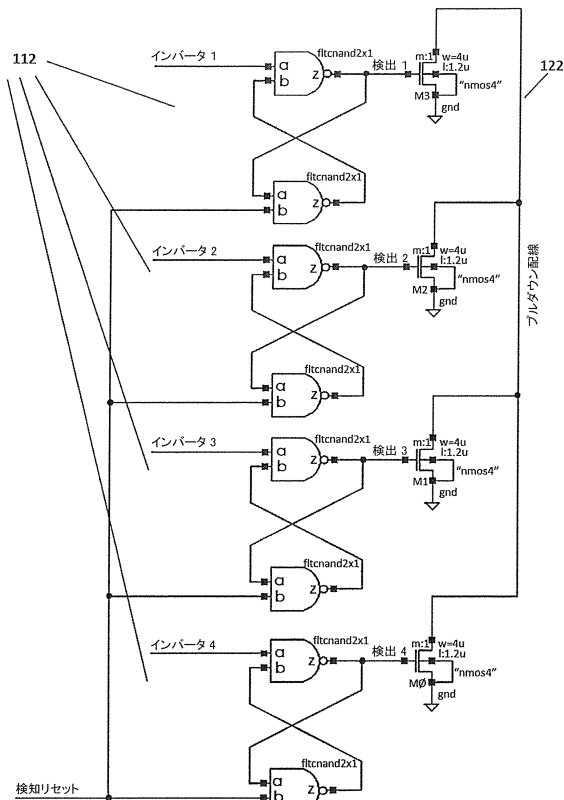 112
インバータ 1
a
b
z
fltcnand2x1
検出 1
m:1
w=4u
l:1.2u
"nmos4"
M3
gnd
122
fltcnand2x1
a
b
z
インバータ 2
a
b
z
fltcnand2x1
検出 2
m:1
w=4u
l:1.2u
"nmos4"
M2
gnd
プルダウン配線
fltcnand2x1
a
b
z
インバータ 3
a
b
z
fltcnand2x1
検出 3
m:1
w=4u
l:1.2u
"nmos4"
M1
gnd
fltcnand2x1
a
b
z
インバータ 4
a
b
z
fltcnand2x1
検出 4
m:1
w=4u
l:1.2u
"nmos4"
MØ
gnd
fltcnand2x1
a
b
z
検知リセット